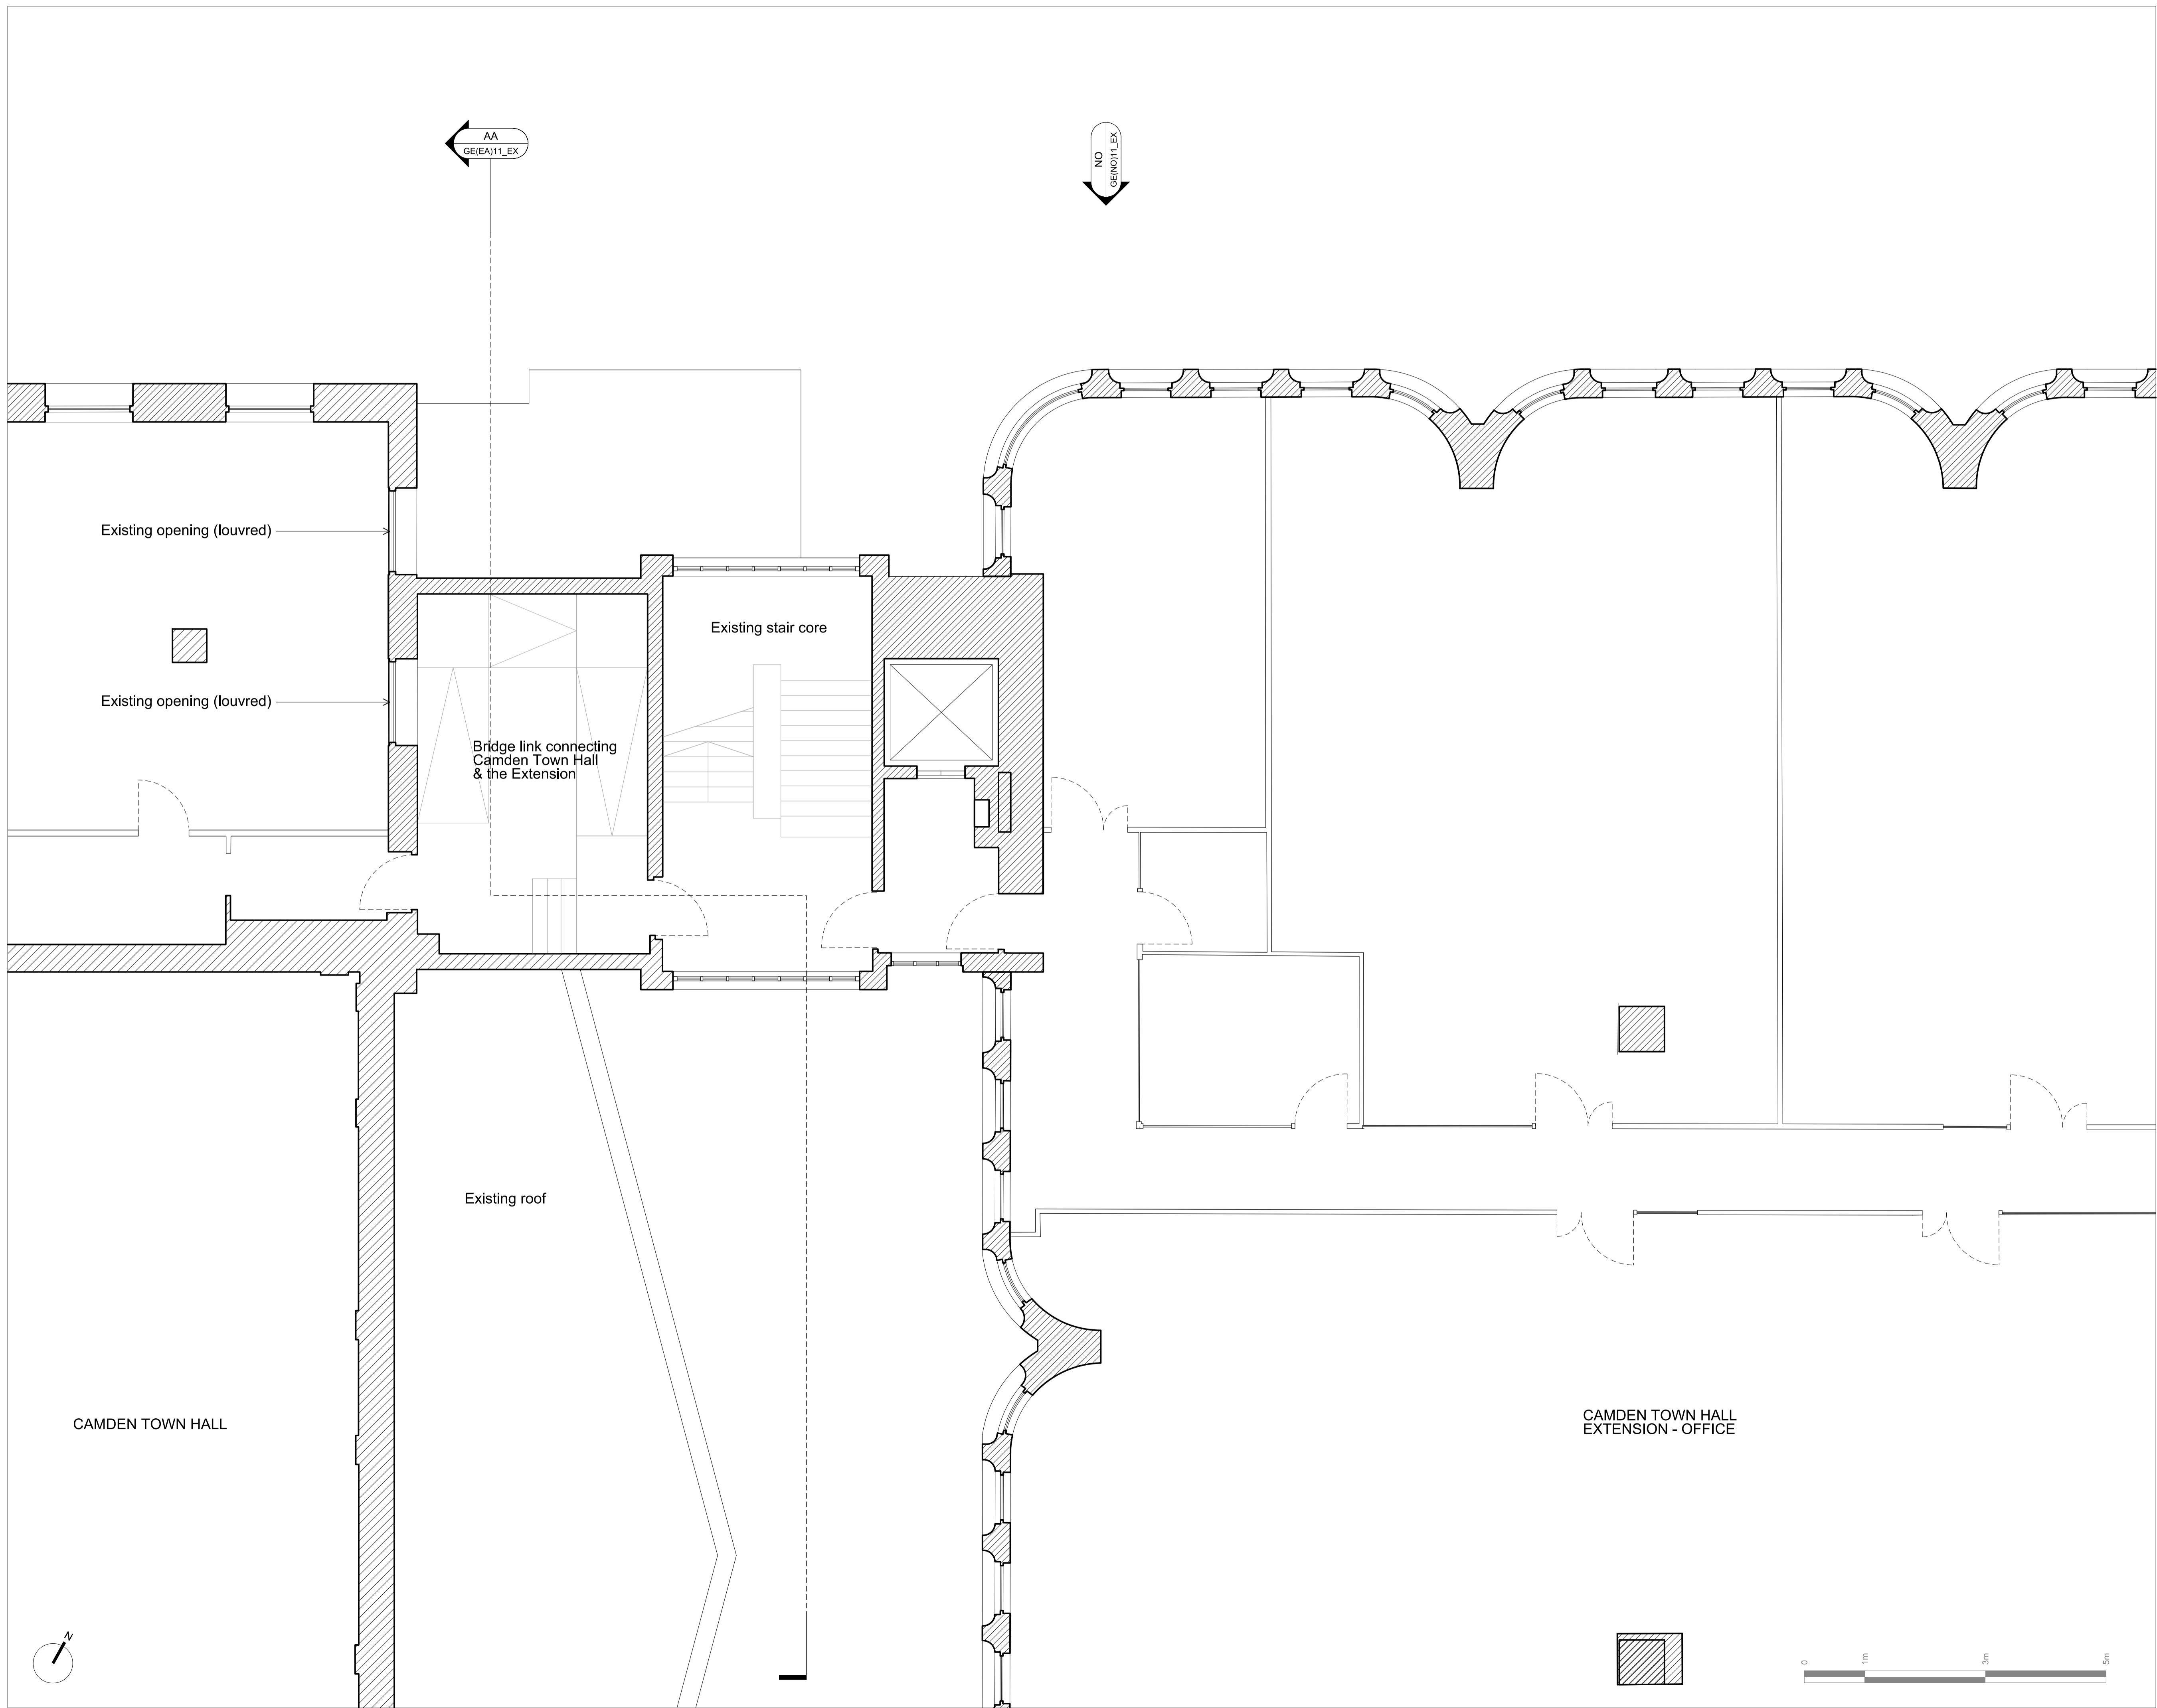 AA
GE(EA)11_EX
NO
GE(NO)11_EX
Existing opening (louvred)
Existing stair core
Existing opening (louvred)
Bridge link connecting
Camden Town Hall
& the Extension
Existing roof
CAMDEN TOWN HALL
CAMDEN TOWN HALL
EXTENSION - OFFICE
N
0
1m
3m
5m